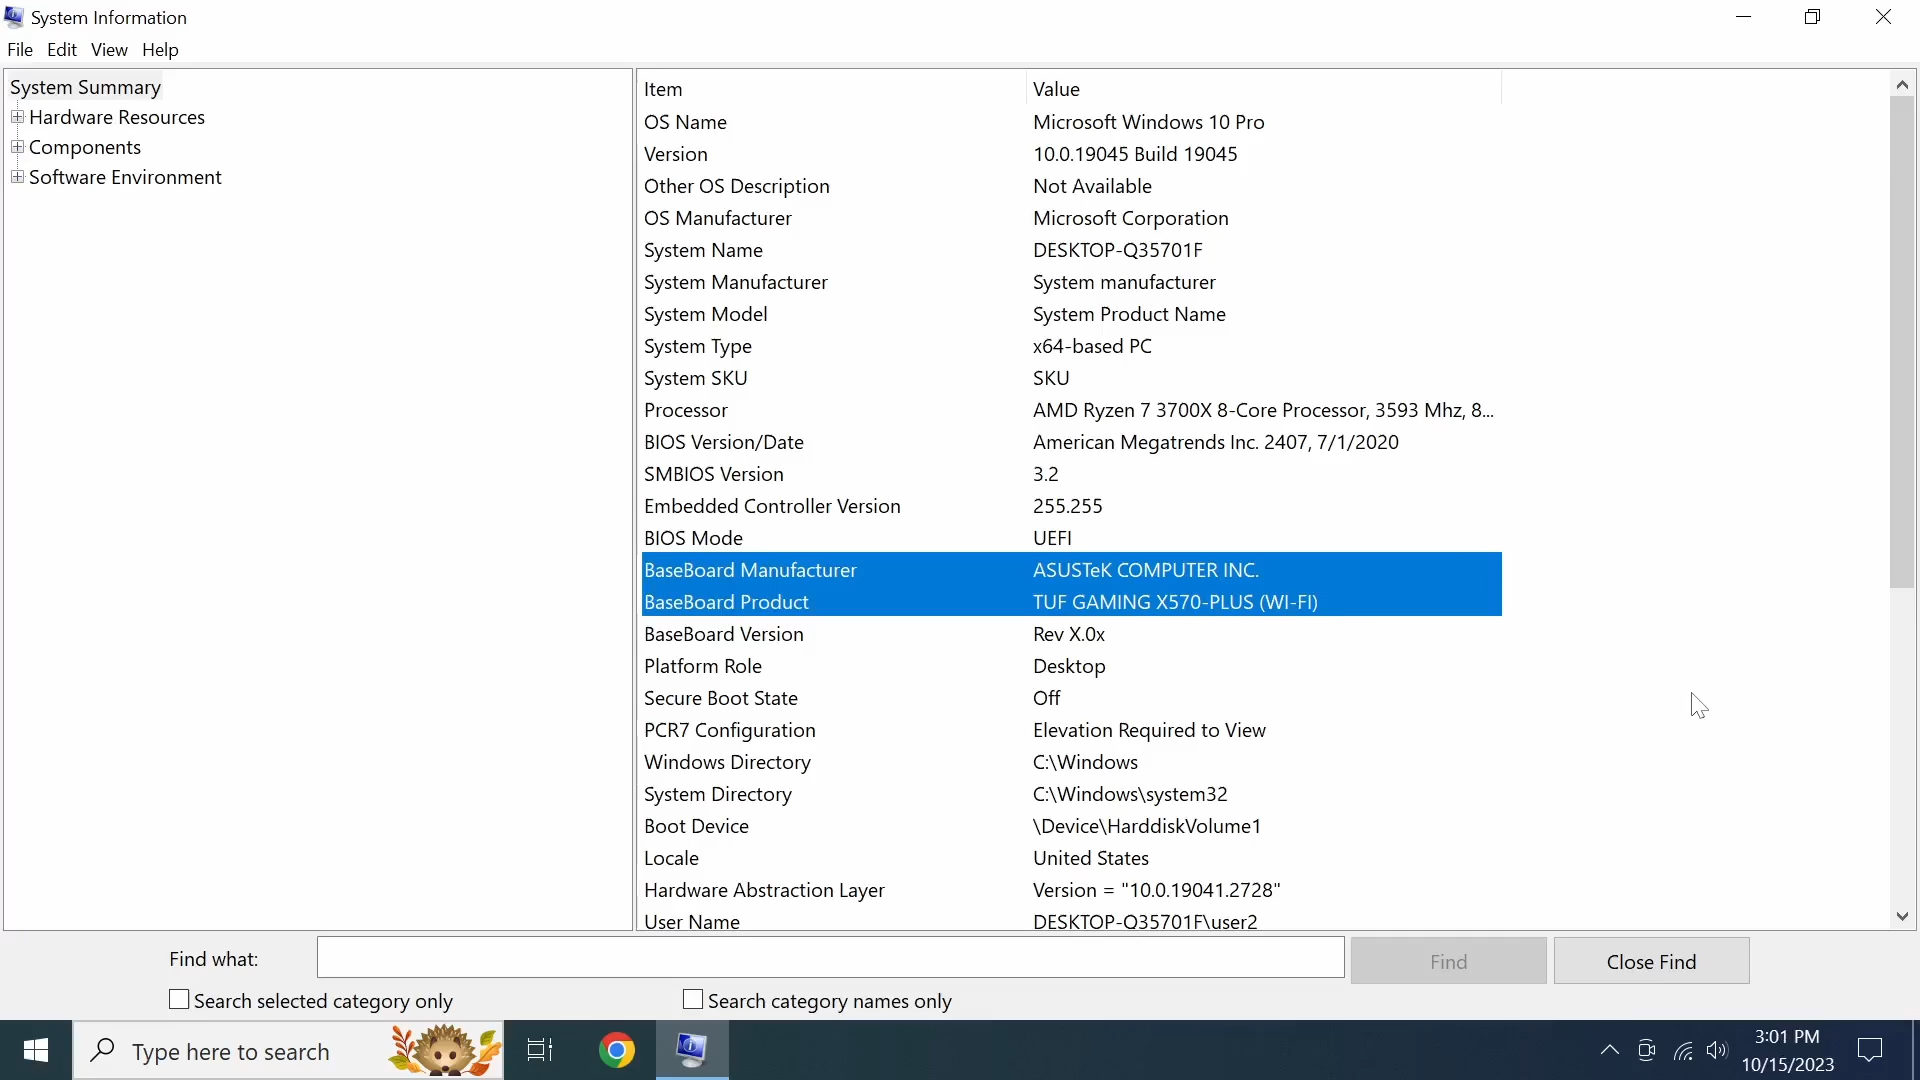 System Information
File Edit View Help
System Summary
Hardware Resources
Components
Software Environment
Item Value
OS Name Microsoft Windows 10 Pro
Version 10.0.19045 Build 19045
Other OS Description Not Available
OS Manufacturer Microsoft Corporation
System Name DESKTOP-Q35701F
System Manufacturer System manufacturer
System Model System Product Name
System Type x64-based PC
System SKU SKU
Processor AMD Ryzen 7 3700X 8-Core Processor, 3593 Mhz, 8...
BIOS Version/Date American Megatrends Inc. 2407, 7/1/2020
SMBIOS Version 3.2
Embedded Controller Version 255.255
BIOS Mode UEFI
BaseBoard Manufacturer ASUSTeK COMPUTER INC.
BaseBoard Product TUF GAMING X570-PLUS (WI-FI)
BaseBoard Version Rev X.0x
Platform Role Desktop
Secure Boot State Off
PCR7 Configuration Elevation Required to View
Windows Directory C:\Windows
System Directory C:\Windows\system32
Boot Device \Device\HarddiskVolume1
Locale United States
Hardware Abstraction Layer Version = "10.0.19041.2728"
User Name DESKTOP-Q35701F\user2
Find what: Find Close Find
Search selected category only Search category names only
Type here to search
3:01 PM
10/15/2023